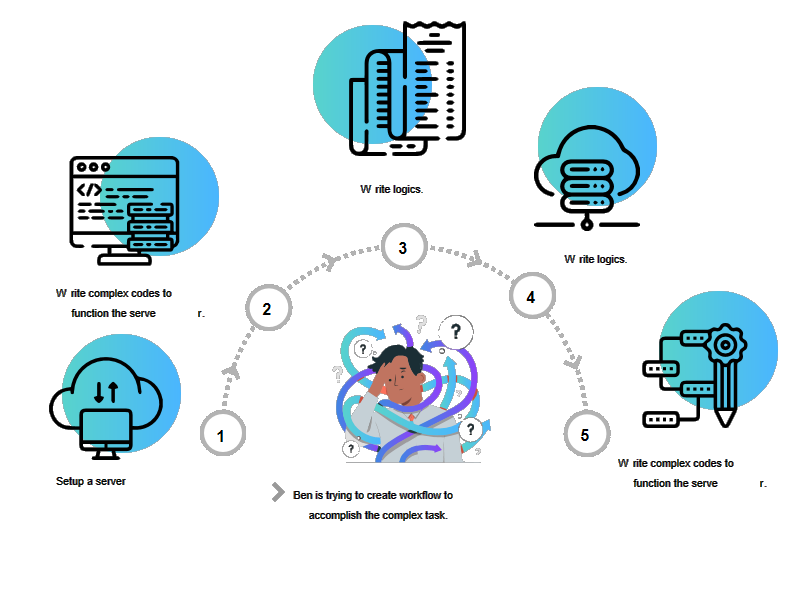 W rite logics.
W rite logics.
W rite complex codes to
function the serve r.
3
2
4
1
5
?
?
?
?
?
?
?
Setup a server
W rite complex codes to
function the serve r.
Ben is trying to create workflow to
accomplish the complex task.